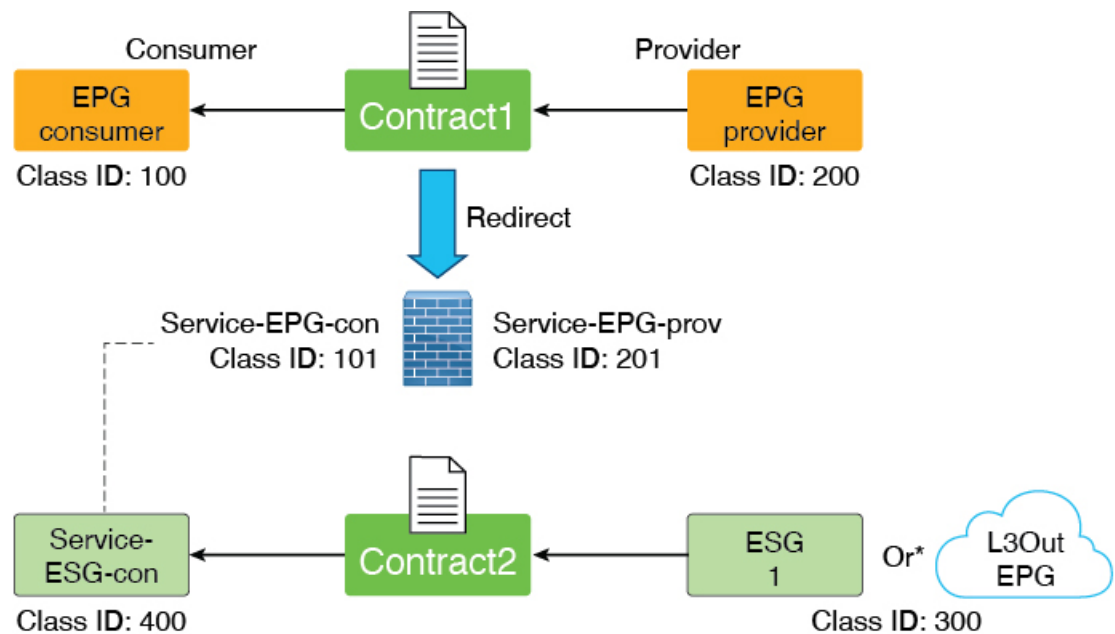 Consumer
Provider
EPG
consumer
Contract1
EPG
provider
Class ID: 100
Class ID: 200
Redirect
Service-EPG-con
Class ID: 101
Service-EPG-prov
Class ID: 201
Service-
ESG-con
Contract2
ESG
1
Or*
L3Out
EPG
Class ID: 400
Class ID: 300